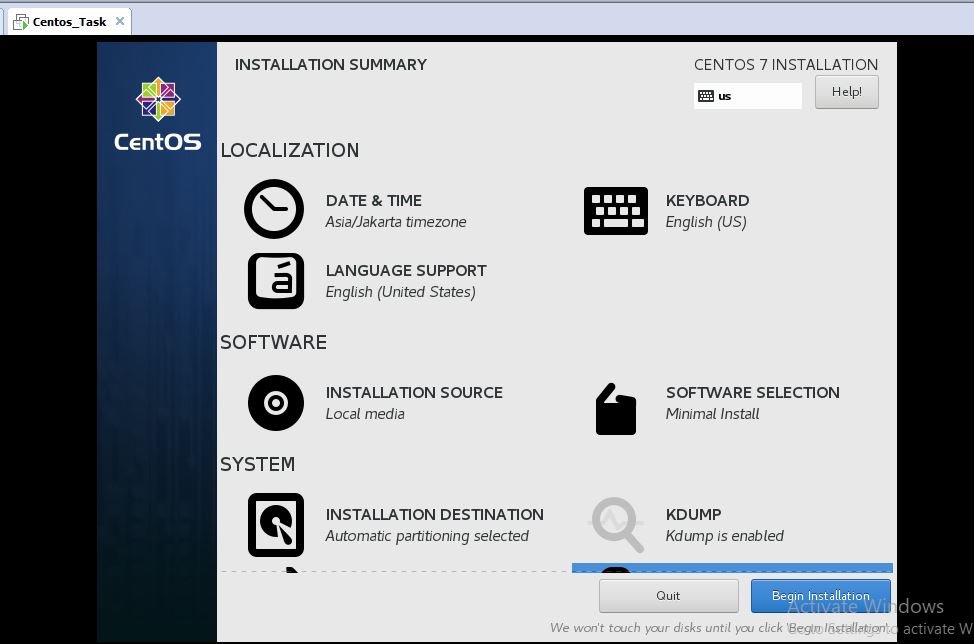 Centos_Task
INSTALLATION SUMMARY
CENTOS 7 INSTALLATION
us
Help!
CentOS
LOCALIZATION
DATE & TIME
Asia/Jakarta timezone
KEYBOARD
English (US)
LANGUAGE SUPPORT
English (United States)
SOFTWARE
INSTALLATION SOURCE
Local media
SOFTWARE SELECTION
Minimal Install
SYSTEM
INSTALLATION DESTINATION
Automatic partitioning selected
KDUMP
Kdump is enabled
Quit
Begin Installation
Activate Windows
We won't touch your disks until you click 'Begin Installation'.
to activate W